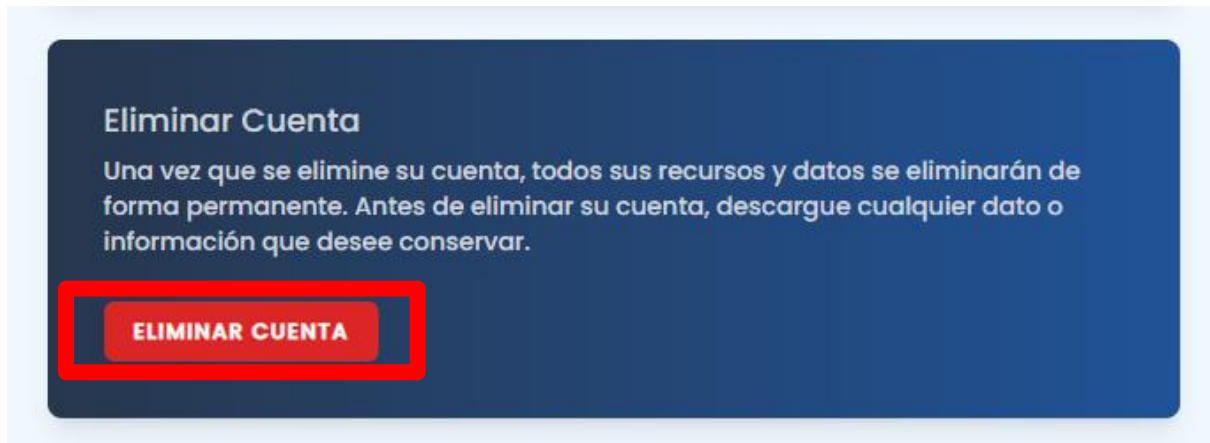 Eliminar Cuenta
Una vez que se elimine su cuenta, todos sus recursos y datos se eliminarán de
forma permanente. Antes de eliminar su cuenta, descargue cualquier dato o
información que desee conservar.
ELIMINAR CUENTA